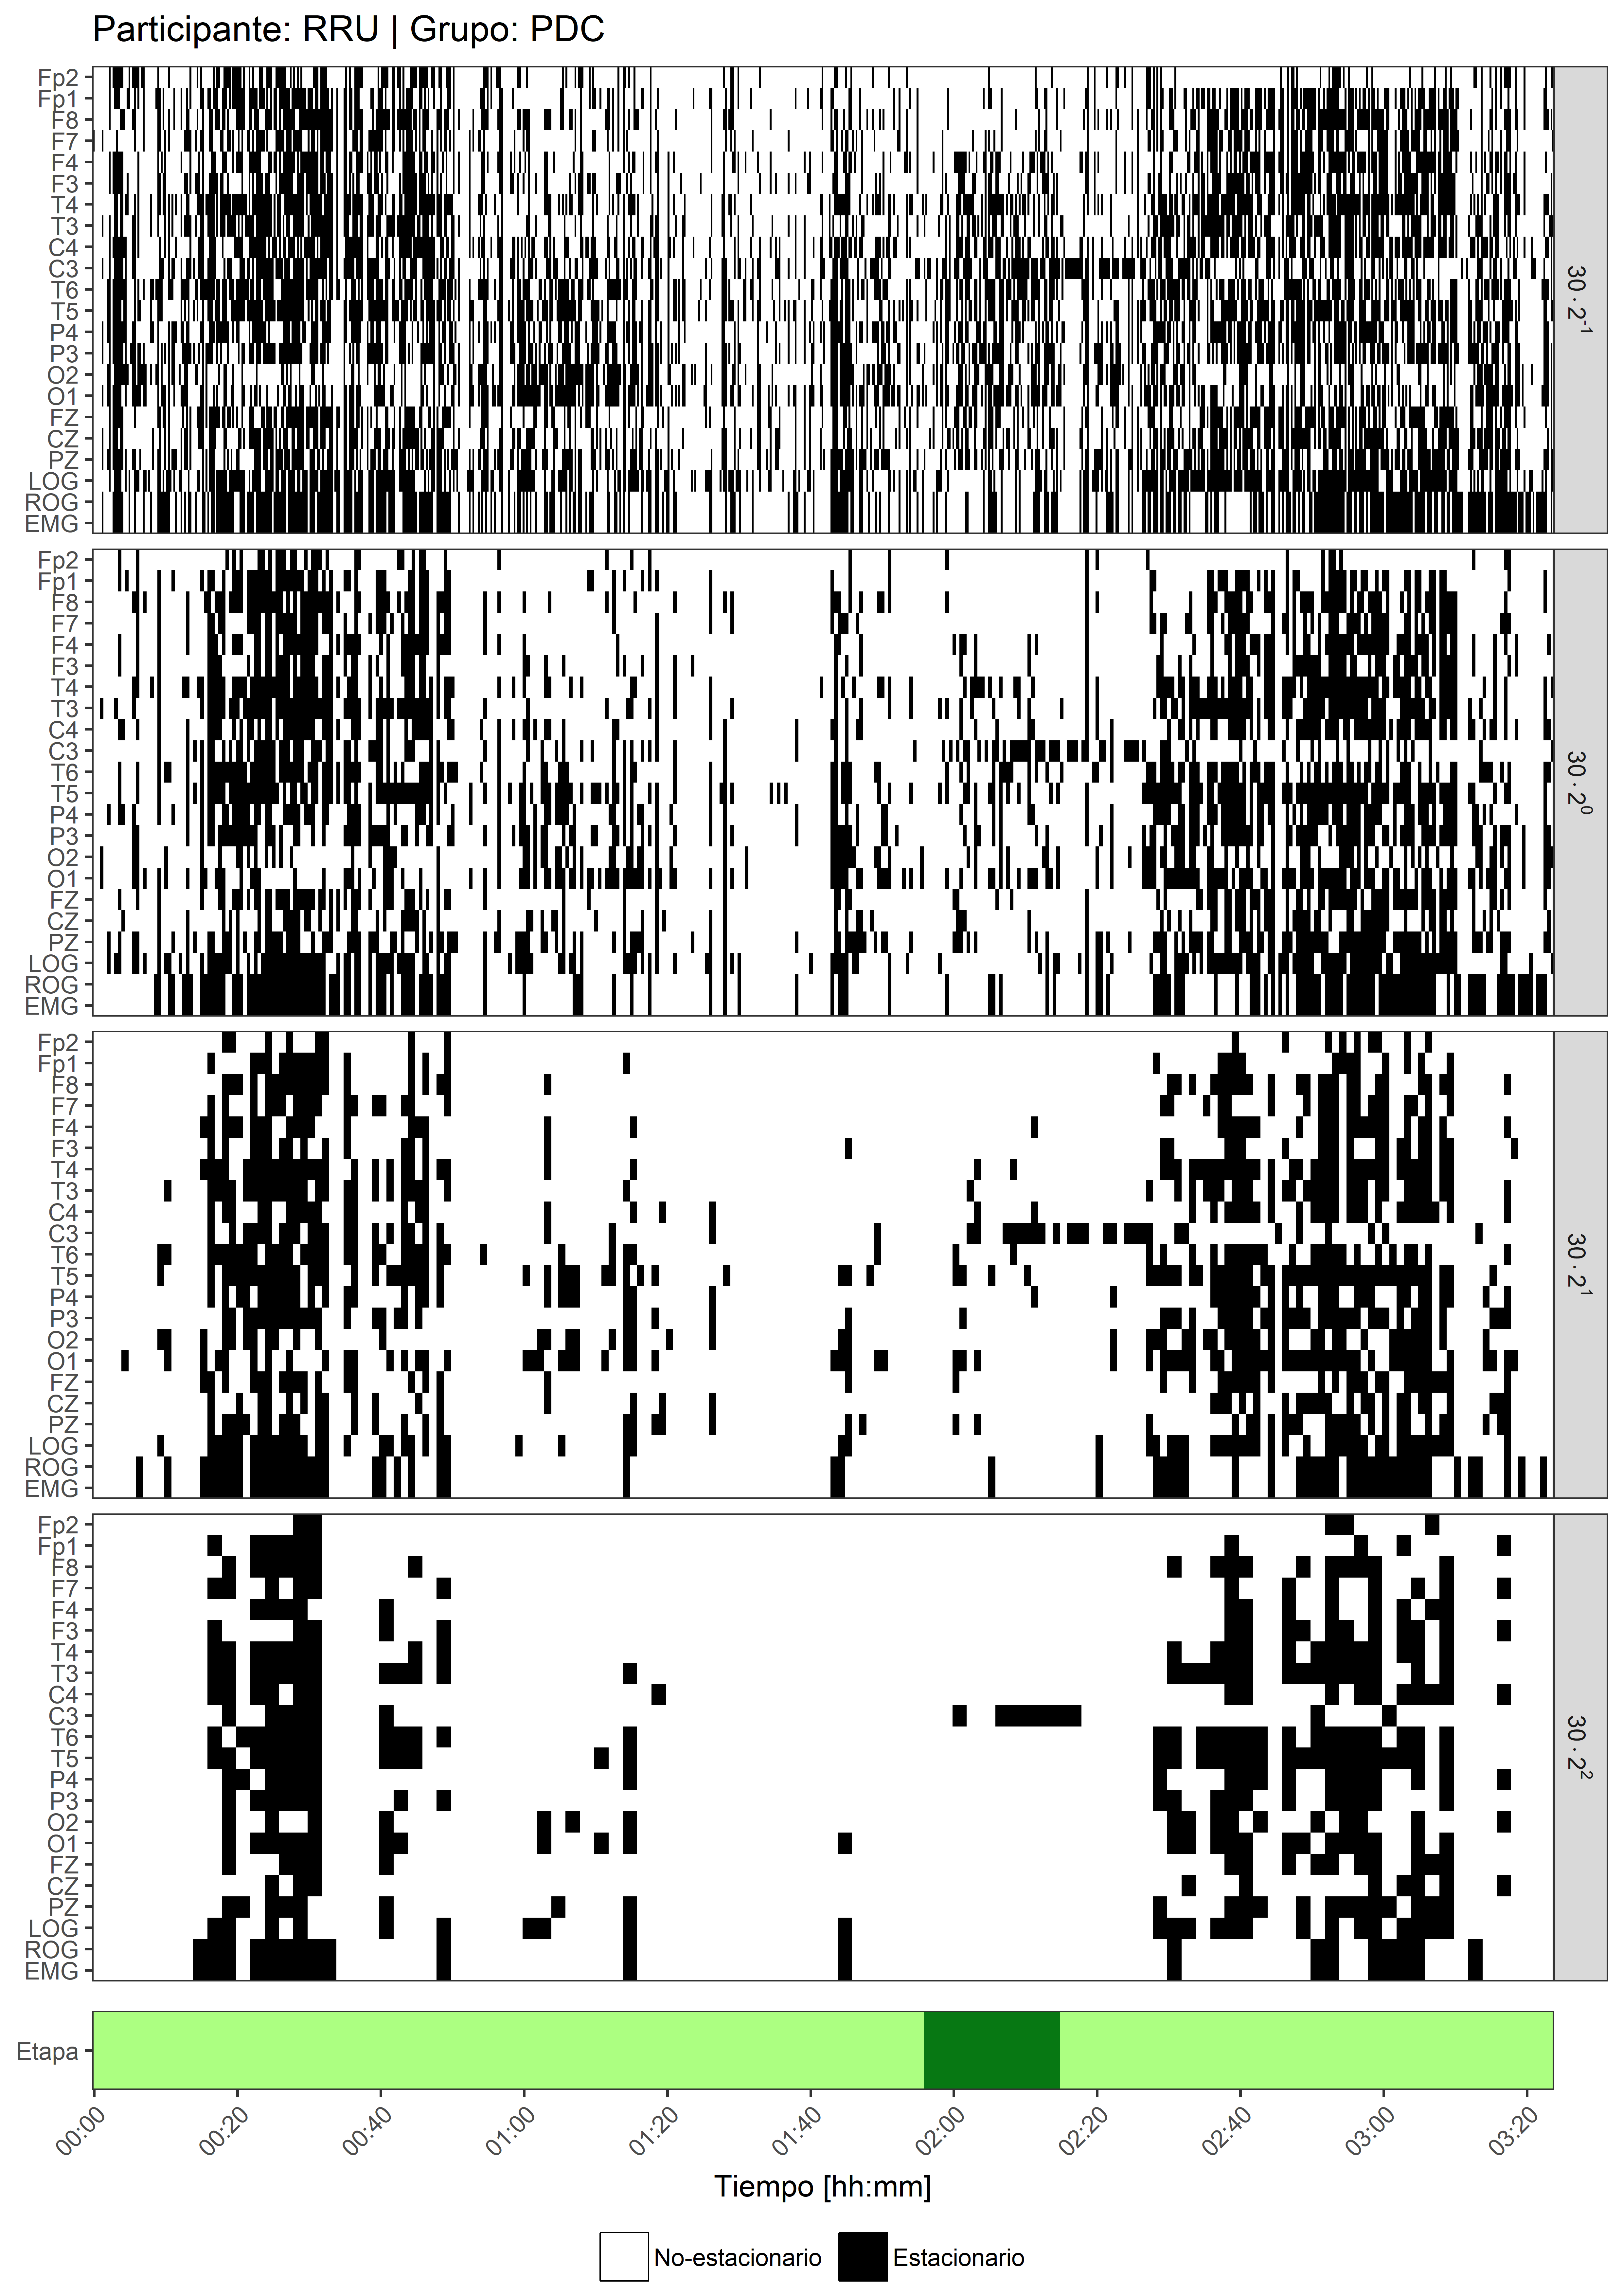 Participante: RRU | Grupo: PDC
Fp2
Fp1
F8
F7
F4
F3
T4
T3
C4
C3
T6
T5
P4
P3
O2
O1
FZ
CZ
PZ
LOG
ROG
EMG
30 · 2⁻¹
Fp2
Fp1
F8
F7
F4
F3
T4
T3
C4
C3
T6
T5
P4
P3
O2
O1
FZ
CZ
PZ
LOG
ROG
EMG
30 · 2⁰
Fp2
Fp1
F8
F7
F4
F3
T4
T3
C4
C3
T6
T5
P4
P3
O2
O1
FZ
CZ
PZ
LOG
ROG
EMG
30 · 2¹
Fp2
Fp1
F8
F7
F4
F3
T4
T3
C4
C3
T6
T5
P4
P3
O2
O1
FZ
CZ
PZ
LOG
ROG
EMG
30 · 2²
Etapa
00:00 00:20 00:40 01:00 01:20 01:40 02:00 02:20 02:40 03:00 03:20
Tiempo [hh:mm]
No-estacionario Estacionario